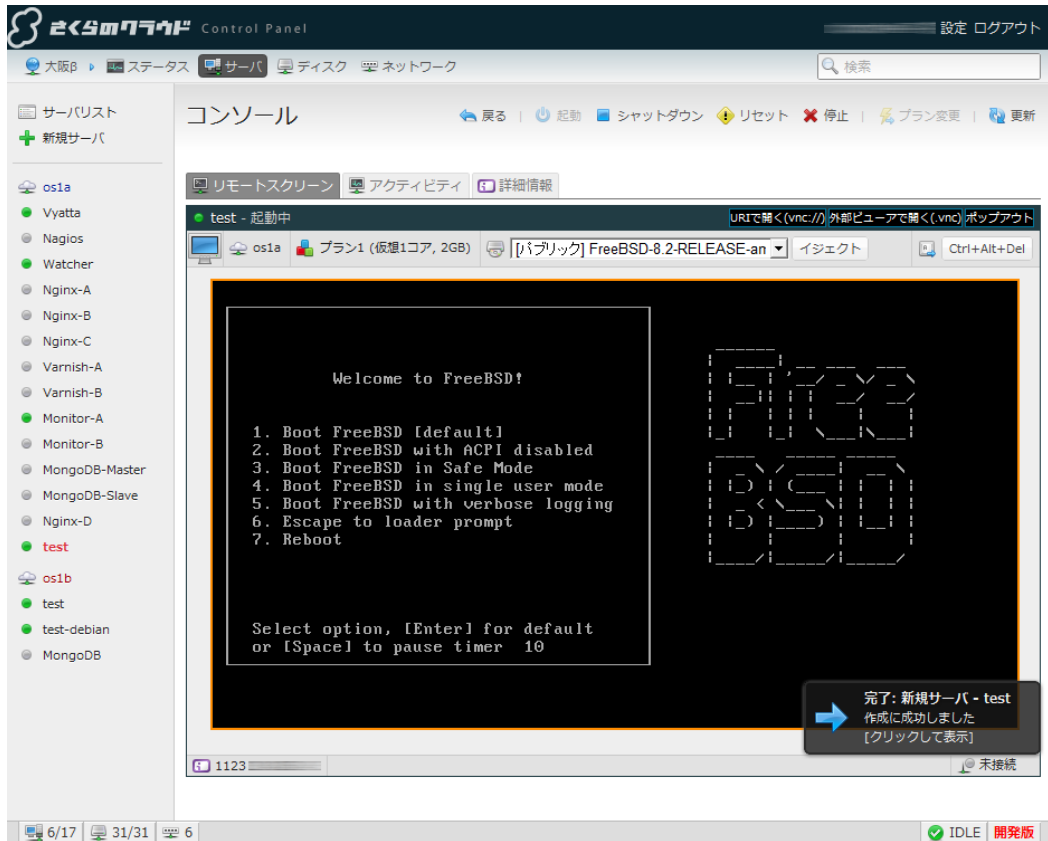 さくらのクラウド Control Panel
設定 ログアウト
大阪β ステータス サーバ ディスク ネットワーク
検索
サーバリスト
新規サーバ
os1a
Vyatta
Nagios
Watcher
Nginx-A
Nginx-B
Nginx-C
Varnish-A
Varnish-B
Monitor-A
Monitor-B
MongoDB-Master
MongoDB-Slave
Nginx-D
test
os1b
test
test-debian
MongoDB
コンソール
戻る | 起動 シャットダウン リセット 停止 | プラン変更 | 更新
リモートスクリーン アクティビティ 詳細情報
test - 起動中
URIで開く(vnc://) 外部ビューアで開く(.vnc) ポップアウト
os1a プラン1 (仮想1コア, 2GB) [パブリック] FreeBSD-8.2-RELEASE-am イジェクト Ctrl+Alt+Del
Welcome to FreeBSD!
1. Boot FreeBSD [default]
2. Boot FreeBSD with ACPI disabled
3. Boot FreeBSD in Safe Mode
4. Boot FreeBSD in single user mode
5. Boot FreeBSD with verbose logging
6. Escape to loader prompt
7. Reboot
Select option, [Enter] for default
or [Space] to pause timer 10
Free
BSD
完了: 新規サーバ - test
作成に成功しました
[クリックして表示]
1123
未接続
6/17 31/31 6
IDLE 開発版